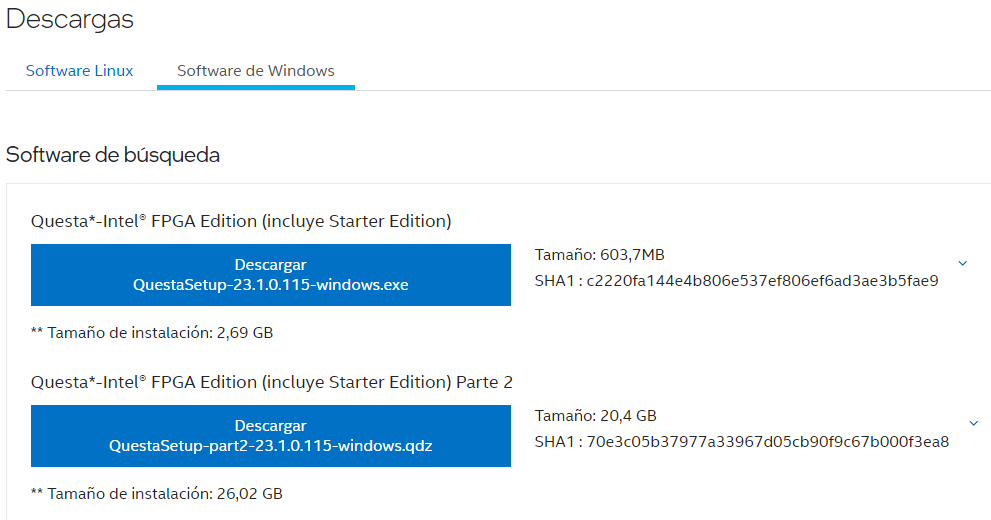 Descargas
Software Linux
Software de Windows
Software de búsqueda
Questa*-Intel® FPGA Edition (incluye Starter Edition)
Descargar
QuestaSetup-23.1.0.115-windows.exe
Tamaño: 603,7MB
SHA1 : c2220fa144e4b806e537ef806ef6ad3ae3b5fae9
** Tamaño de instalación: 2,69 GB
Questa*-Intel® FPGA Edition (incluye Starter Edition) Parte 2
Descargar
QuestaSetup-part2-23.1.0.115-windows.qdz
Tamaño: 20,4 GB
SHA1 : 70e3c05b37977a33967d05cb90f9c67b000f3ea8
** Tamaño de instalación: 26,02 GB